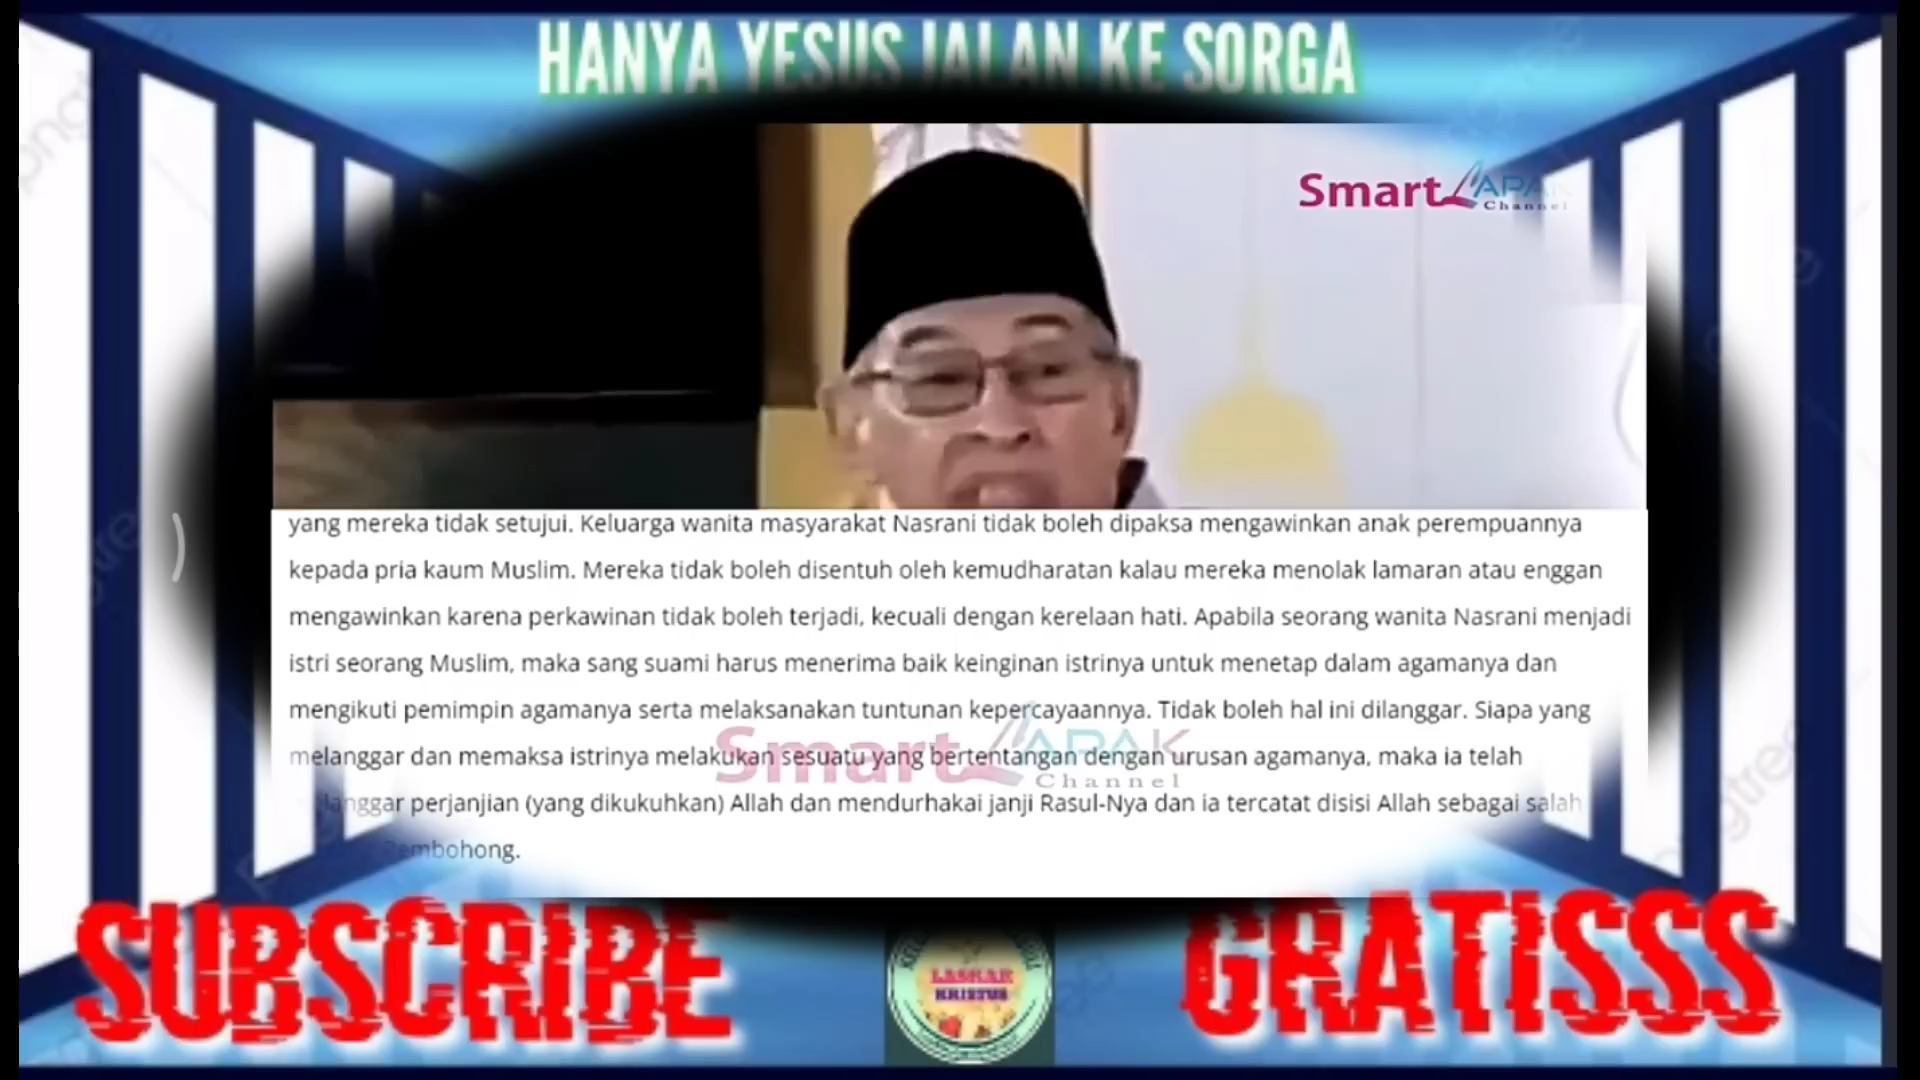 HANYA YESUS JALAN KE SORGA
Smart LAPAK
Channel
yang mereka tidak setujui. Keluarga wanita masyarakat Nasrani tidak boleh dipaksa mengawinkan anak perempuannya
kepada pria kaum Muslim. Mereka tidak boleh disentuh oleh kemudharatan kalau mereka menolak lamaran atau enggan
mengawinkan karena perkawinan tidak boleh terjadi, kecuali dengan kerelaan hati. Apabila seorang wanita Nasrani menjadi
istri seorang Muslim, maka sang suami harus menerima baik keinginan istrinya untuk menetap dalam agamanya dan
mengikuti pemimpin agamanya serta melaksanakan tuntunan kepercayaannya. Tidak boleh hal ini dilanggar. Siapa yang
melanggar dan memaksa istrinya melakukan sesuatu yang bertentangan dengan urusan agamanya, maka ia telah
perjanjian (yang dikukuhkan) Allah dan mendurhakai janji Rasul-Nya dan ia tercatat disisi Allah sebagai salah
Pembohong.
Smart LAPAK
Channel
SUBSCRIBE
LASKAR
KRISTUS
GRATISSS